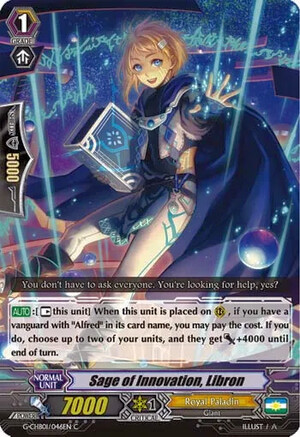 1
GRADE
SHIELD 5000
You don't have to ask everyone. You're looking for help, yes?
AUTO : [ this unit] When this unit is placed on , if you have a
vanguard with "Alfred" in its card name, you may pay the cost. If you
do, choose up to two of your units, and they get +4000 until
end of turn.
NORMAL
UNIT
Sage of Innovation, Libron
POWER
7000
1
CRITICAL
Royal Paladin
Giant
G-CHB01/046EN C
ILLUST / A